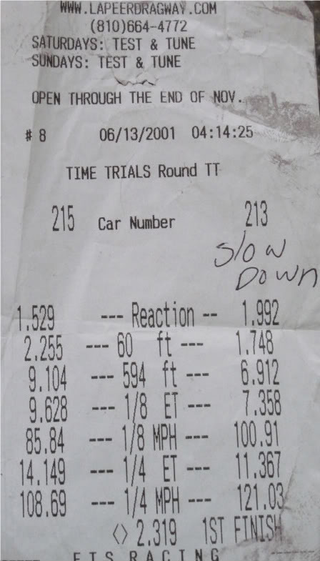 WWW.LAPEERDRAGWAY.COM
(810)664-4772
SATURDAYS: TEST & TUNE
SUNDAYS: TEST & TUNE
OPEN THROUGH THE END OF NOV.
# 8 06/13/2001 04:14:25
TIME TRIALS Round TT
215 Car Number 213
Slow
Down
1.529 --- Reaction -- 1.992
2.255 --- 60 ft --- 1.748
9.104 --- 594 ft --- 6.912
9.628 --- 1/8 ET --- 7.358
85.84 --- 1/8 MPH --- 100.91
14.149 --- 1/4 ET --- 11.367
108.69 --- 1/4 MPH --- 121.03
<> 2.319 1ST FINISH
RACING